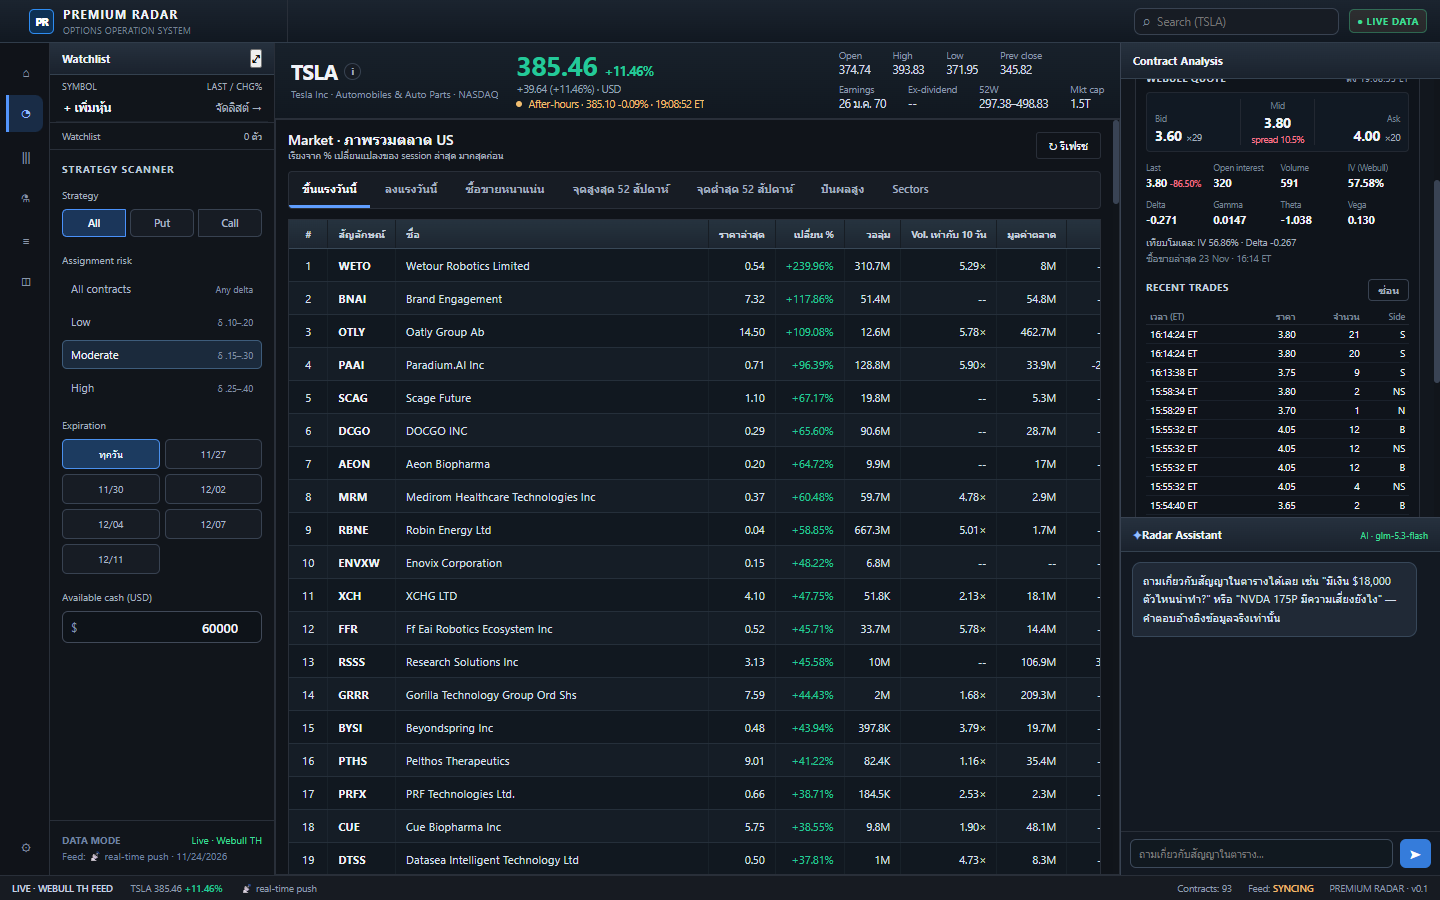 PR PREMIUM RADAR
OPTIONS OPERATION SYSTEM
Search (TSLA)
LIVE DATA
Watchlist
SYMBOL LAST / CHG%
+ เพิ่มหุ้น จัดลิสต์ →
Watchlist 0 ตัว
STRATEGY SCANNER
Strategy
All Put Call
Assignment risk
All contracts Any delta
Low δ .10–.20
Moderate δ .15–.30
High δ .25–.40
Expiration
ทุกวัน 11/27
11/30 12/02
12/04 12/07
12/11
Available cash (USD)
$ 60000
DATA MODE Live · Webull TH
Feed: real-time push · 11/24/2026
TSLA i
Tesla Inc · Automobiles & Auto Parts · NASDAQ
385.46 +11.46%
+39.64 (+11.46%) · USD
After-hours · 385.10 -0.09% · 19:08:52 ET
Open High Low Prev close
374.74 393.83 371.95 345.82
Earnings Ex-dividend 52W Mkt cap
26 ม.ค. 70 -- 297.38–498.83 1.5T
Market · ภาพรวมตลาด US
เรียงจาก % เปลี่ยนแปลงของ session ล่าสุด มากสุดก่อน
↻ รีเฟรช
ขึ้นแรงวันนี้ ลงแรงวันนี้ ซื้อขายหนาแน่น จุดสูงสุด 52 สัปดาห์ จุดต่ำสุด 52 สัปดาห์ ปันผลสูง Sectors
# สัญลักษณ์ ชื่อ ราคาล่าสุด เปลี่ยน % วอลุ่ม Vol. เทากับ 10 วัน มูลค่าตลาด
1 WETO Wetour Robotics Limited 0.54 +239.96% 310.7M 5.29× 8M -
2 BNAI Brand Engagement 7.32 +117.86% 51.4M -- 54.8M -
3 OTLY Oatly Group Ab 14.50 +109.08% 12.6M 5.78× 462.7M -
4 PAAI Paradium.AI Inc 0.71 +96.39% 128.8M 5.90× 33.9M -2
5 SCAG Scage Future 1.10 +67.17% 19.8M -- 5.3M -
6 DCGO DOCGO INC 0.29 +65.60% 90.6M -- 28.7M -
7 AEON Aeon Biopharma 0.20 +64.72% 9.9M -- 17M -
8 MRM Medirom Healthcare Technologies Inc 0.37 +60.48% 59.7M 4.78× 2.9M -
9 RBNE Robin Energy Ltd 0.04 +58.85% 667.3M 5.01× 1.7M -
10 ENVXW Enovix Corporation 0.15 +48.22% 6.8M -- -- -
11 XCH XCHG LTD 4.10 +47.75% 51.8K 2.13× 18.1M -
12 FFR Ff Eai Robotics Ecosystem Inc 0.52 +45.71% 33.7M 5.78× 14.4M -
13 RSSS Research Solutions Inc 3.13 +45.58% 10M -- 106.9M 3
14 GRRR Gorilla Technology Group Ord Shs 7.59 +44.43% 2M 1.68× 209.3M -
15 BYSI Beyondspring Inc 0.48 +43.94% 397.8K 3.79× 19.7M -
16 PTHS Pelthos Therapeutics 9.01 +41.22% 82.4K 1.16× 35.4M -
17 PRFX PRF Technologies Ltd. 0.66 +38.71% 184.5K 2.53× 2.3M -
18 CUE Cue Biopharma Inc 5.75 +38.55% 9.8M 1.90× 48.1M -
19 DTSS Datasea Intelligent Technology Ltd 0.50 +37.81% 1M 4.73× 8.3M -
Contract Analysis
WEBULL QUOTE
Bid Mid Ask
3.60 ×29 3.80 4.00 ×20
spread 10.5%
Last Open interest Volume IV (Webull)
3.80 -86.50% 320 591 57.58%
Delta Gamma Theta Vega
-0.271 0.0147 -1.038 0.130
เทียบโมเดล: IV 56.86% · Delta -0.267
ซื้อขายล่าสุด 23 Nov · 16:14 ET
RECENT TRADES ซ่อน
เวลา (ET) ราคา จำนวน Side
16:14:24 ET 3.80 21 S
16:14:24 ET 3.80 20 S
16:13:38 ET 3.75 9 S
15:58:34 ET 3.80 2 NS
15:58:29 ET 3.70 1 N
15:55:32 ET 4.05 12 B
15:55:32 ET 4.05 12 NS
15:55:32 ET 4.05 12 B
15:55:32 ET 4.05 4 NS
15:54:40 ET 3.65 2 B
Radar Assistant AI · glm-5.3-flash
ถามเกี่ยวกับสัญญาในตารางได้เลย เช่น "มีเงิน $18,000
ตัวไหนน่าทำ?" หรือ "NVDA 175P มีความเสี่ยงยังไง" —
คำตอบอ้างอิงข้อมูลจริงเท่านั้น
ถามเกี่ยวกับสัญญาในตาราง...
LIVE · WEBULL TH FEED TSLA 385.46 +11.46% real-time push Contracts: 93 Feed: SYNCING PREMIUM RADAR · v0.1